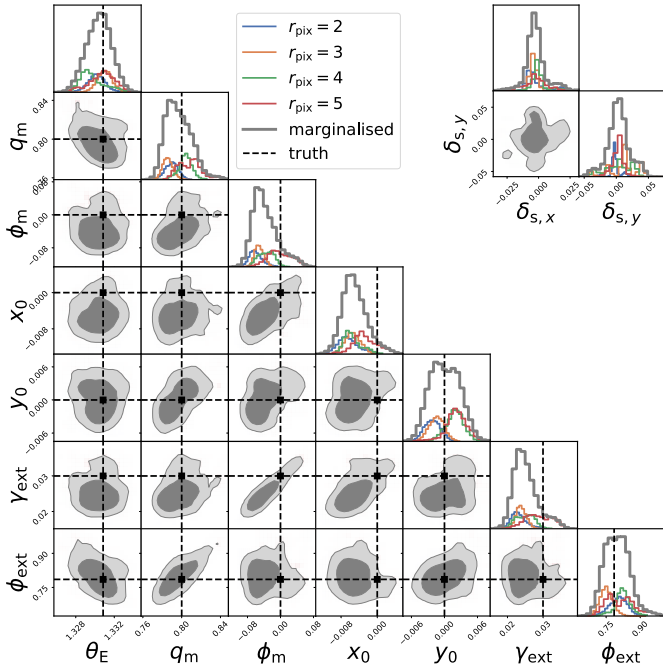 r_pix = 2
r_pix = 3
r_pix = 4
r_pix = 5
marginalised
truth
q_m
0.84
0.80
0.76
ϕ_m
0.08
0.00
−0.08
x_0
0.000
−0.008
y_0
0.006
0.000
−0.006
γ_ext
0.03
0.02
ϕ_ext
0.90
0.75
1.328
1.332
0.76
0.80
0.84
−0.08
0.00
0.08
−0.008
0.000
−0.006
0.000
0.006
0.02
0.03
0.75
0.90
θ_E
q_m
ϕ_m
x_0
y_0
γ_ext
ϕ_ext
δ_s, y
0.05
0.00
−0.05
−0.025
0.000
0.025
−0.05
0.00
0.05
δ_s, x
δ_s, y